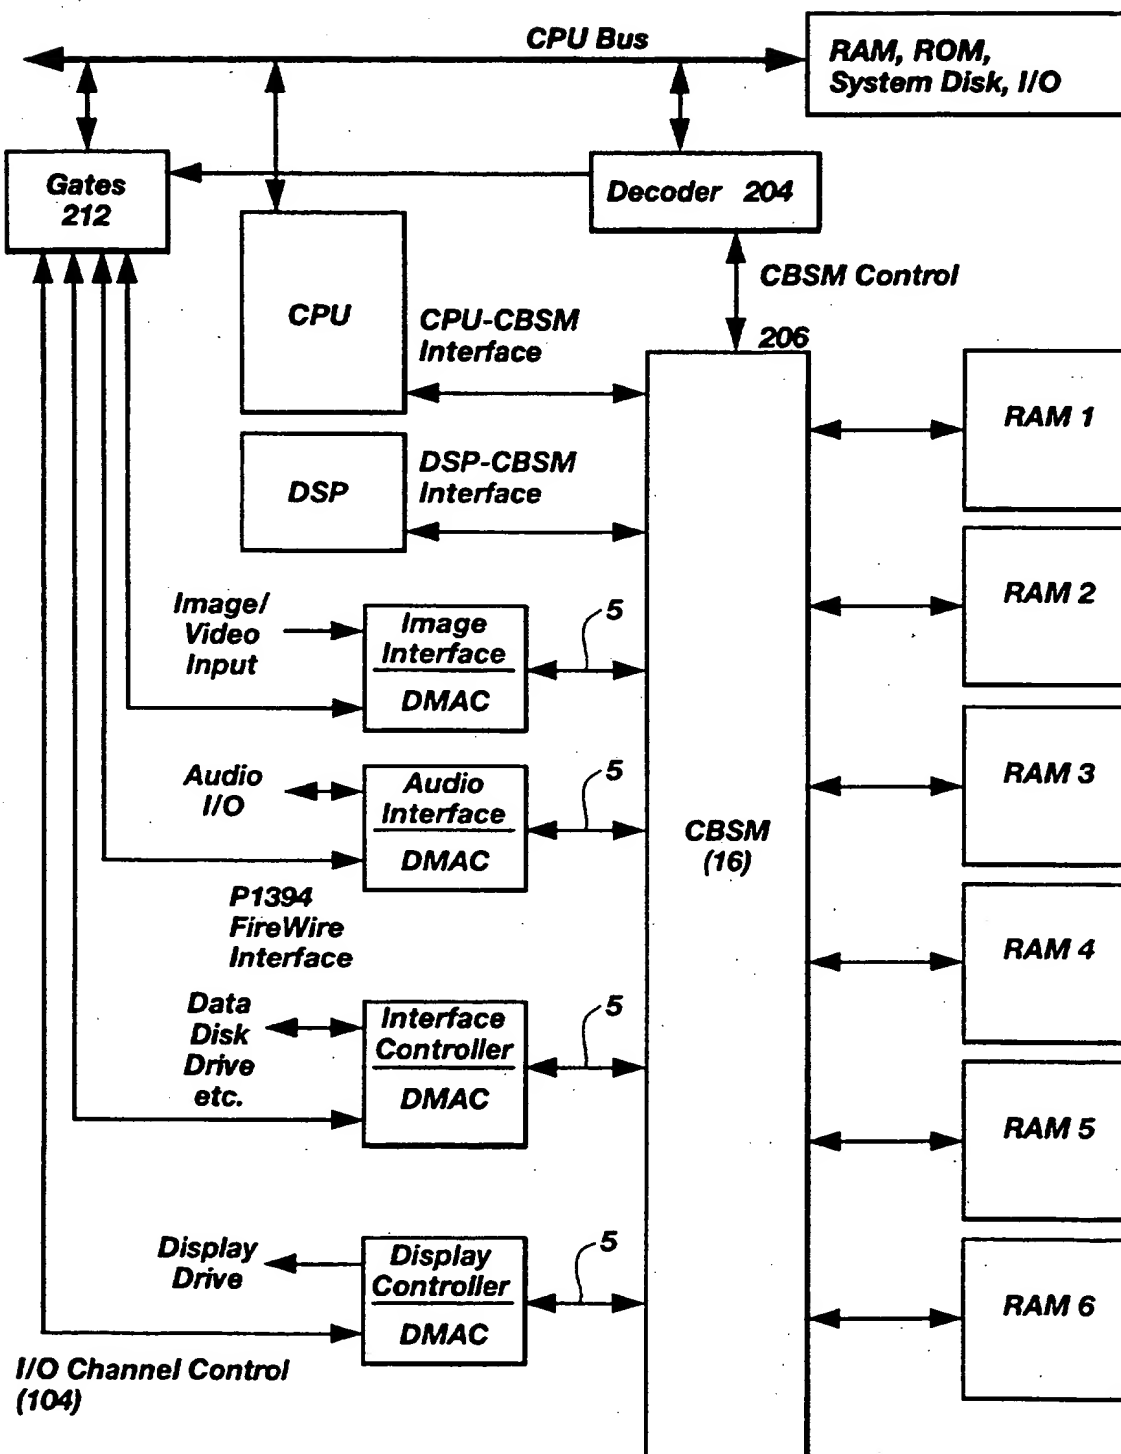 CPU Bus
RAM, ROM,
System Disk, I/O
Gates
212
Decoder 204
CBSM Control
206
CPU
CPU-CBSM
Interface
DSP
DSP-CBSM
Interface
Image/
Video
Input
Image
Interface
DMAC
5
Audio
I/O
Audio
Interface
DMAC
5
P1394
FireWire
Interface
Data
Disk
Drive
etc.
Interface
Controller
DMAC
5
Display
Drive
Display
Controller
DMAC
5
I/O Channel Control
(104)
CBSM
(16)
RAM 1
RAM 2
RAM 3
RAM 4
RAM 5
RAM 6